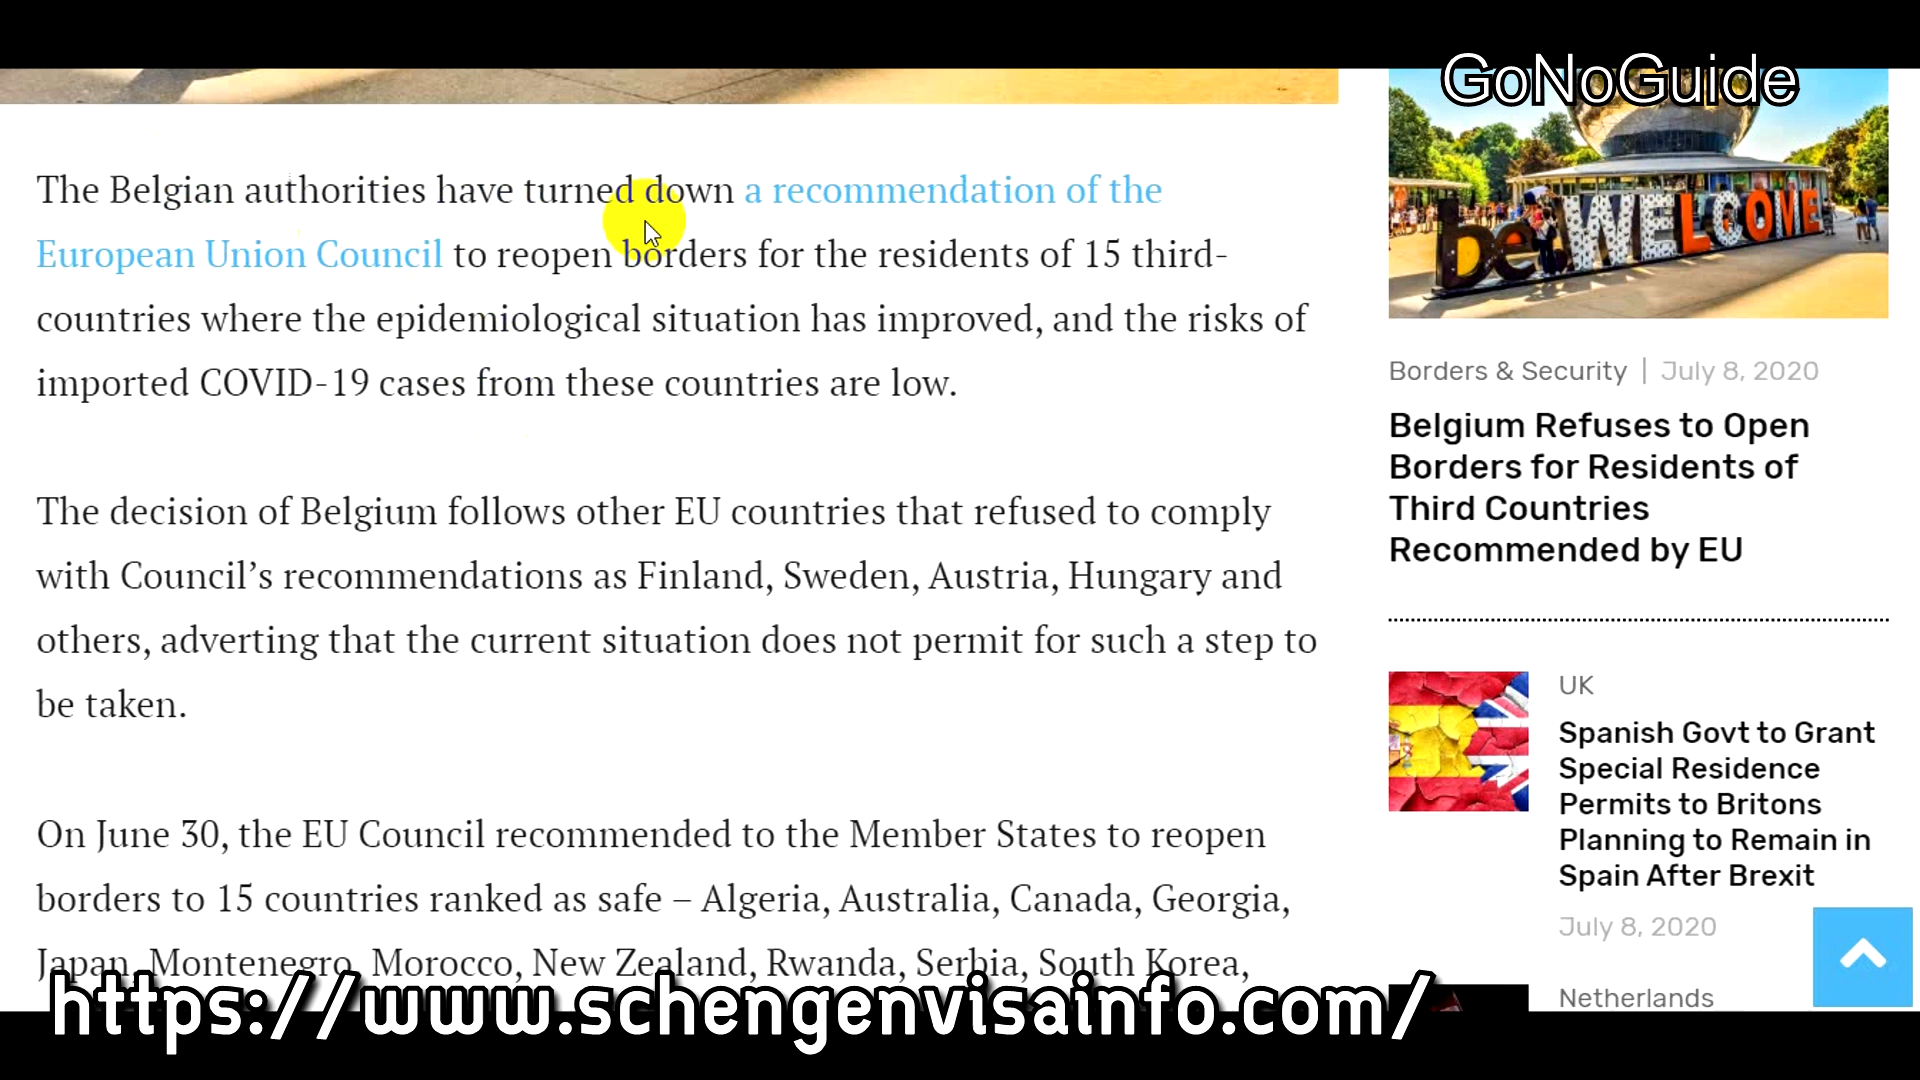 GoNoGuide
The Belgian authorities have turned down a recommendation of the
European Union Council to reopen borders for the residents of 15 third-
countries where the epidemiological situation has improved, and the risks of
imported COVID-19 cases from these countries are low.
The decision of Belgium follows other EU countries that refused to comply
with Council's recommendations as Finland, Sweden, Austria, Hungary and
others, adverting that the current situation does not permit for such a step to
be taken.
On June 30, the EU Council recommended to the Member States to reopen
borders to 15 countries ranked as safe – Algeria, Australia, Canada, Georgia,
Japan, Montenegro, Morocco, New Zealand, Rwanda, Serbia, South Korea,
https://www.schengenvisainfo.com/
be WELCOME
Borders & Security | July 8, 2020
Belgium Refuses to Open
Borders for Residents of
Third Countries
Recommended by EU
UK
Spanish Govt to Grant
Special Residence
Permits to Britons
Planning to Remain in
Spain After Brexit
July 8, 2020
Netherlands